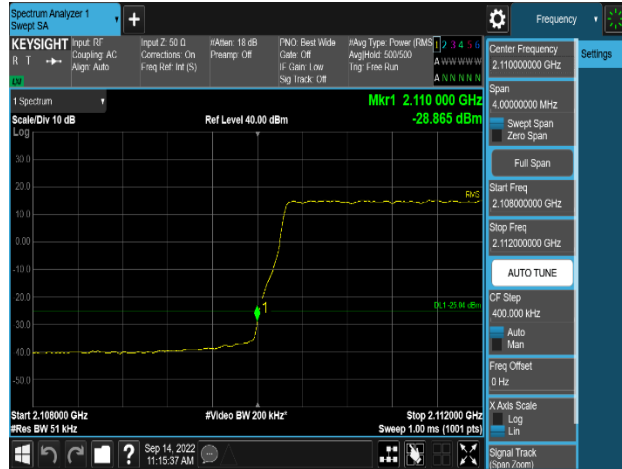 Spectrum Analyzer 1
Swept SA
+
Frequency
KEYSIGHT
R T
Input: RF
Coupling: AC
Align: Auto
Input Z: 50 Ω
Corrections: On
Freq Ref: Int (S)
#Atten: 18 dB
Preamp: Off
PNO: Best Wide
Gate: Off
IF Gain: Low
Sig Track: Off
#Avg Type: Power (RMS
Avg|Hold: 500/500
Trig: Free Run
1 2 3 4 5 6
A W W W W W
A N N N N N
Settings
Center Frequency
2.110000000 GHz
Span
4.00000000 MHz
Swept Span
Zero Span
Full Span
Start Freq
2.108000000 GHz
Stop Freq
2.112000000 GHz
AUTO TUNE
CF Step
400.000 kHz
Auto
Man
Freq Offset
0 Hz
X Axis Scale
Log
Lin
Signal Track
(Span Zoom)
1 Spectrum
Scale/Div 10 dB
Ref Level 40.00 dBm
Mkr1 2.110 000 GHz
-28.865 dBm
Log
30.0
20.0
10.0
0.00
-10.0
-20.0
-30.0
-40.0
-50.0
RMS
1
Start 2.108000 GHz
#Res BW 51 kHz
#Video BW 200 kHz*
Stop 2.112000 GHz
Sweep 1.00 ms (1001 pts)
?
Sep 14, 2022
11:15:37 AM